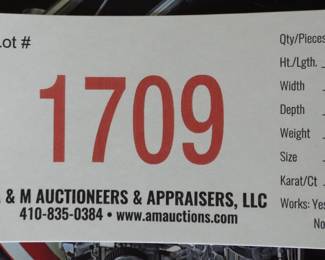 Lot #
1709
& M AUCTIONEERS & APPRAISERS, LLC
410-835-0384 • www.amauctions.com
Qty/Pieces
Ht./Lgth.
Width
Depth
Weight
Size
Karat/Ct
Works: Yes
No